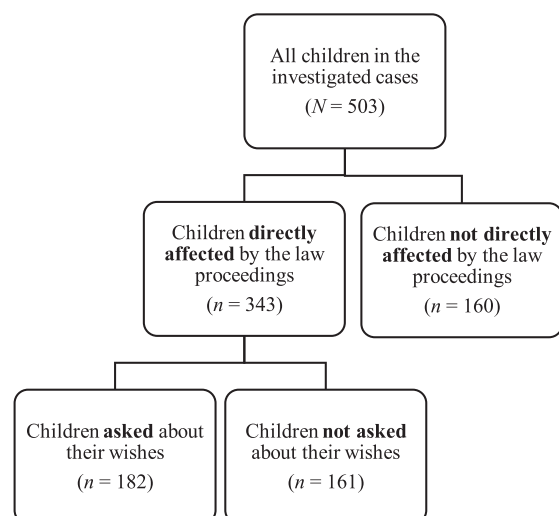 All children in the
investigated cases
(N = 503)
Children directly
affected by the law
proceedings
(n = 343)
Children not directly
affected by the law
proceedings
(n = 160)
Children asked about
their wishes
(n = 182)
Children not asked
about their wishes
(n = 161)